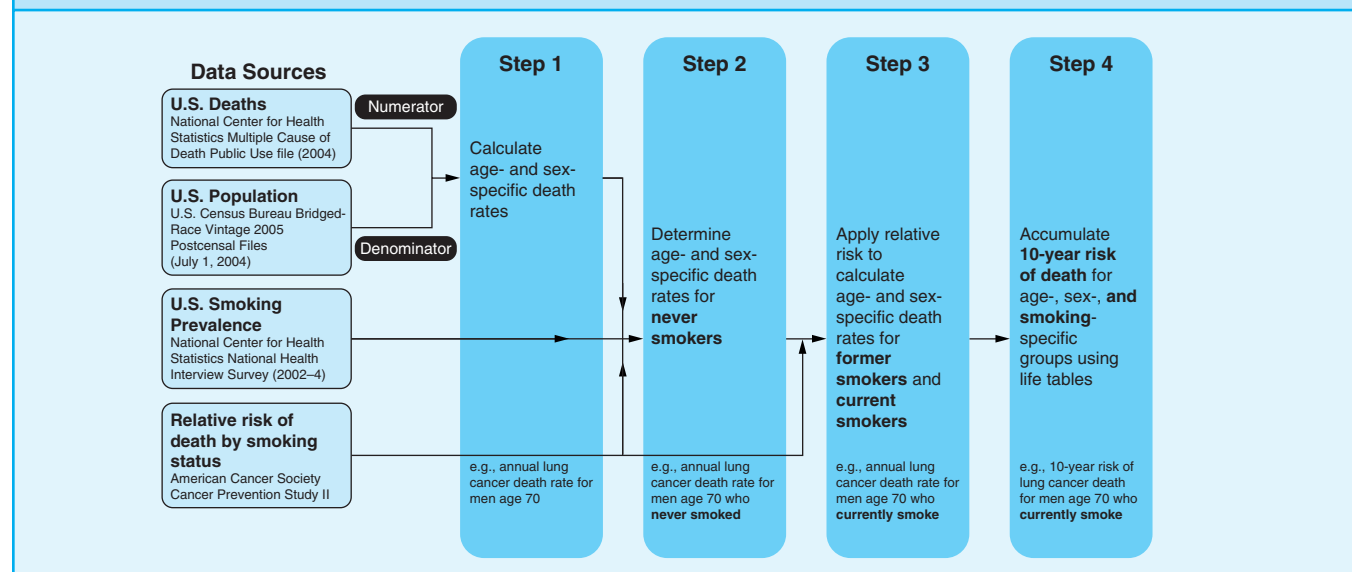 Data Sources
U.S. Deaths
National Center for Health
Statistics Multiple Cause of
Death Public Use file (2004)
Numerator
U.S. Population
U.S. Census Bureau Bridged-
Race Vintage 2005
Postcensal Files
(July 1, 2004)
Denominator
U.S. Smoking
Prevalence
National Center for Health
Statistics National Health
Interview Survey (2002–4)
Relative risk of
death by smoking
status
American Cancer Society
Cancer Prevention Study II
Step 1
Calculate
age- and sex-
specific death
rates
e.g., annual lung
cancer death rate for
men age 70
Step 2
Determine
age- and sex-
specific death
rates for
never
smokers
e.g., annual lung
cancer death rate for
men age 70 who
never smoked
Step 3
Apply relative
risk to
calculate
age- and sex-
specific death
rates for
former
smokers and
current
smokers
e.g., annual lung
cancer death rate for
men age 70 who
currently smoke
Step 4
Accumulate
10-year risk
of death for
age-, sex-, and
smoking-
specific
groups using
life tables
e.g., 10-year risk of
lung cancer death
for men age 70 who
currently smoke